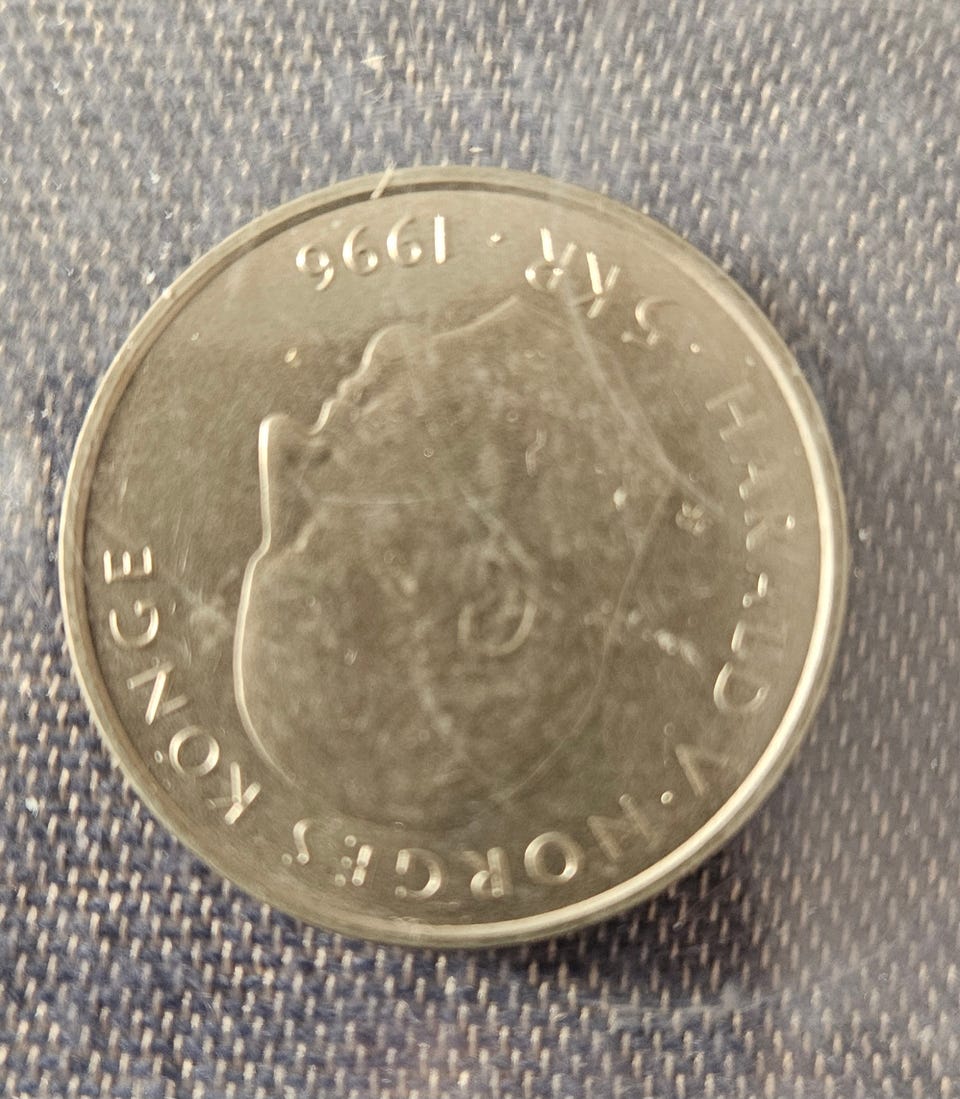 HARALD V · NORGES KONGE
· 5 KR · 1996